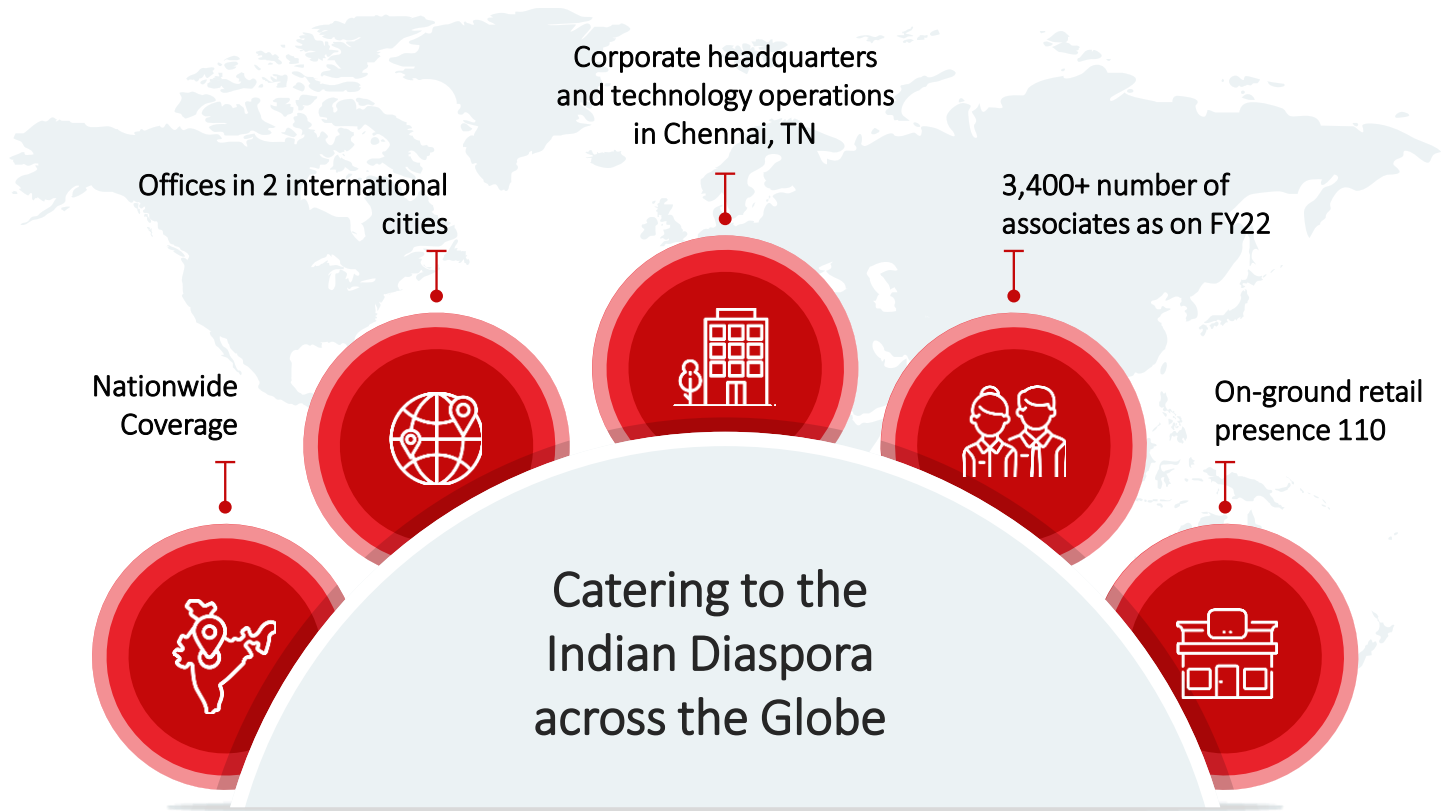 Corporate headquarters
and technology operations
in Chennai, TN
Offices in 2 international
cities
3,400+ number of
associates as on FY22
Nationwide
Coverage
On-ground retail
presence 110
Catering to the
Indian Diaspora
across the Globe